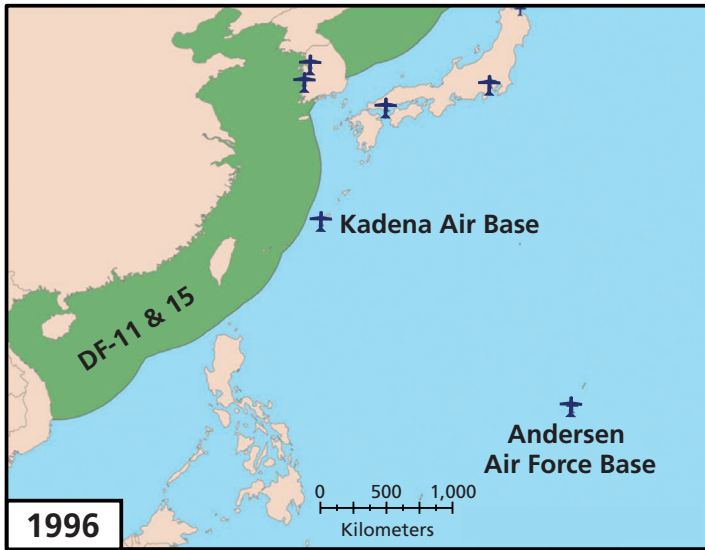 Kadena Air Base
DF-11 & 15
Andersen
Air Force Base
0 500 1,000
Kilometers
1996